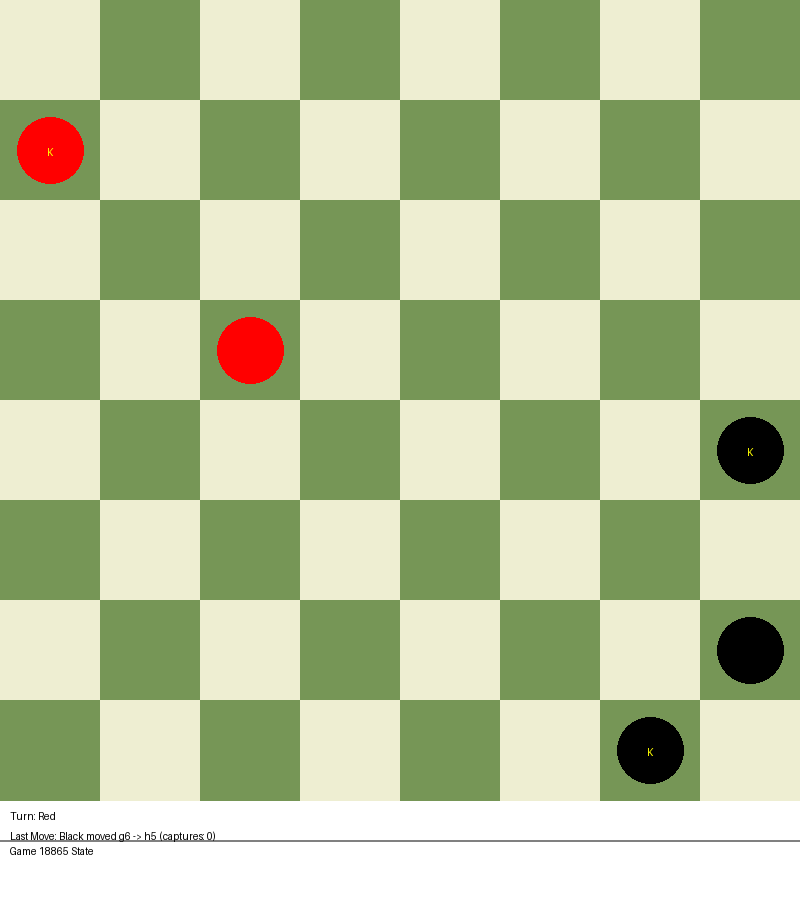 K
K
K
Turn: Red
Last Move: Black moved g6 -> h5 (captures: 0)
Game 18865 State